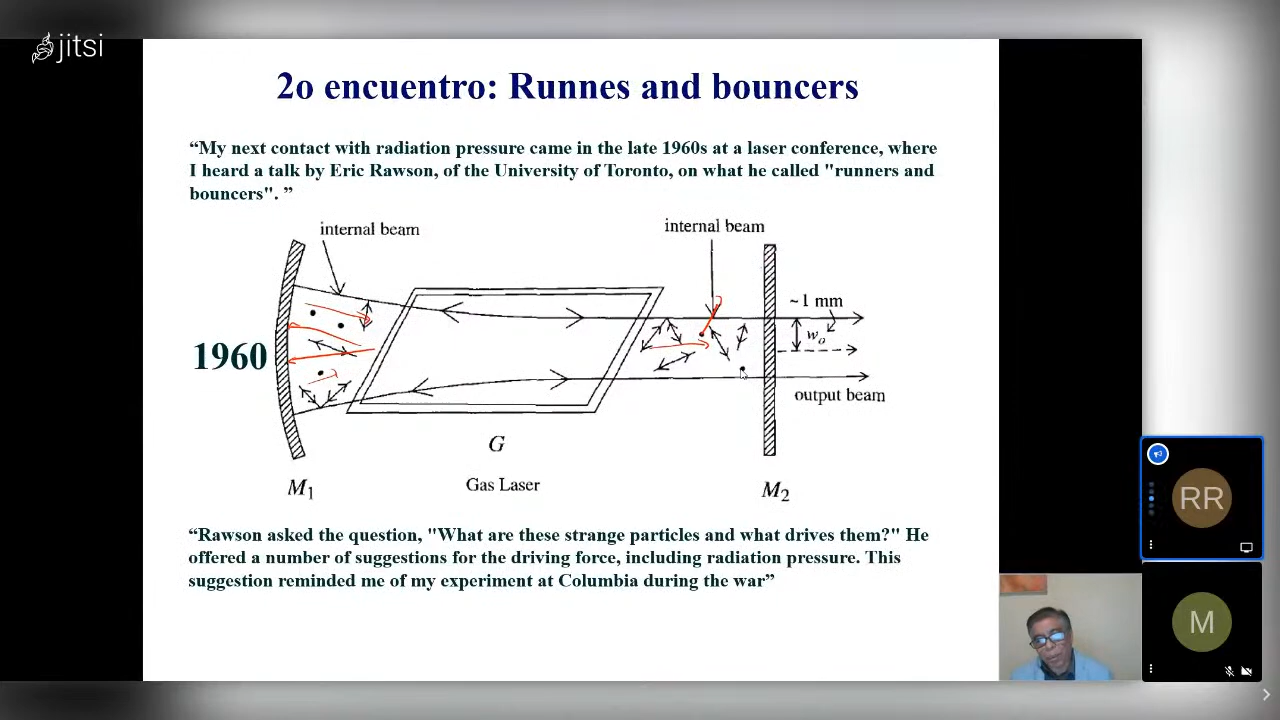 jitsi
2o encuentro: Runnes and bouncers
“My next contact with radiation pressure came in the late 1960s at a laser conference, where
I heard a talk by Eric Rawson, of the University of Toronto, on what he called "runners and
bouncers". ”
internal beam
internal beam
~1 mm
wo
1960
output beam
G
Gas Laser
M1
M2
“Rawson asked the question, "What are these strange particles and what drives them?" He
offered a number of suggestions for the driving force, including radiation pressure. This
suggestion reminded me of my experiment at Columbia during the war”
RR
M